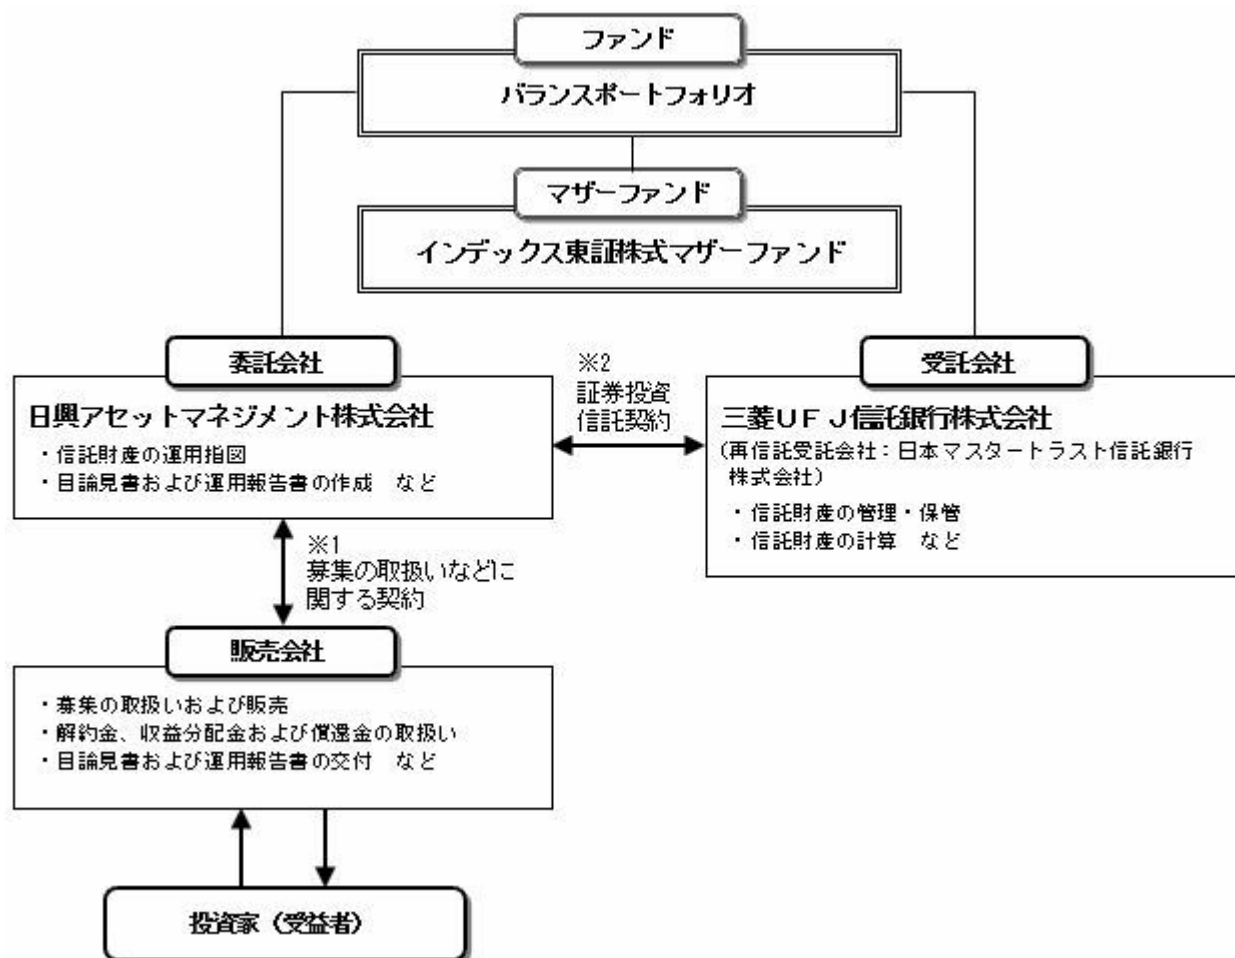 ファンド
バランスポートフォリオ
マザーファンド
インデックス東証株式マザーファンド
委託会社
日興アセットマネジメント株式会社
・信託財産の運用指図
・目論見書および運用報告書の作成　など
※2
証券投資
信託契約
受託会社
三菱ＵＦＪ信託銀行株式会社
(再信託受託会社：日本マスタートラスト信託銀行
株式会社)
・信託財産の管理・保管
・信託財産の計算　など
※1
募集の取扱いなどに
関する契約
販売会社
・募集の取扱いおよび販売
・解約金、収益分配金および償還金の取扱い
・目論見書および運用報告書の交付　など
投資家（受益者）